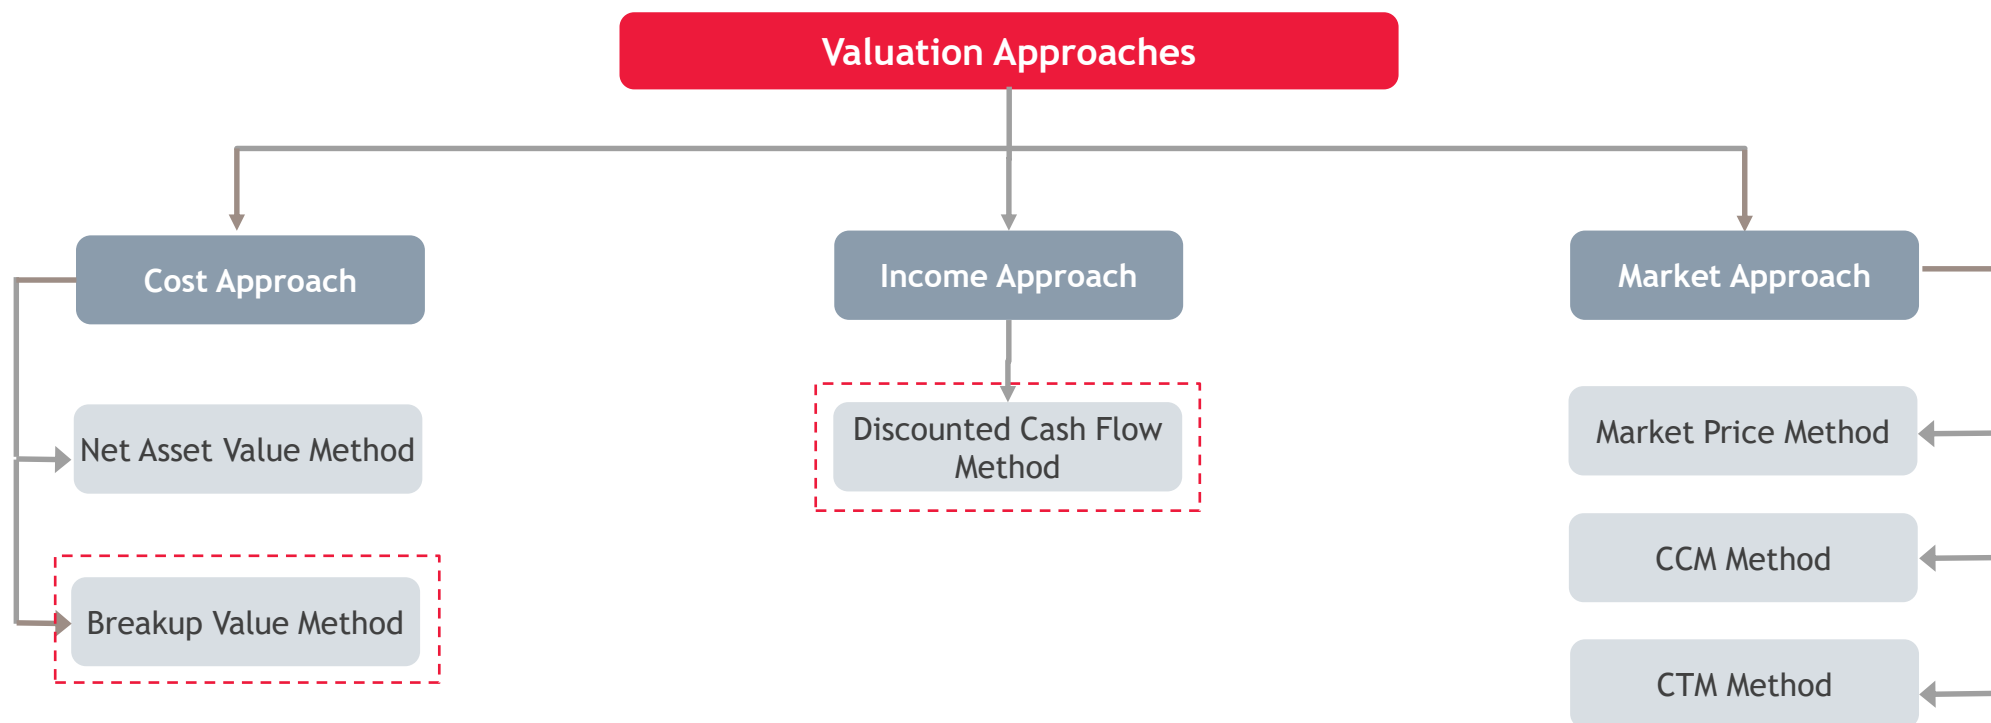 Valuation Approaches
Cost Approach
Income Approach
Market Approach
Net Asset Value Method
Discounted Cash Flow
Method
Market Price Method
CCM Method
Breakup Value Method
CTM Method